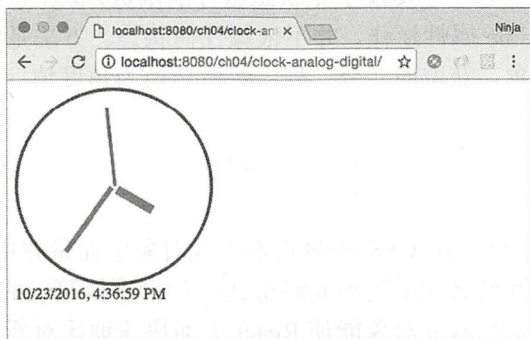 localhost:8080/ch04/clock-an
Ninja
localhost:8080/ch04/clock-analog-digital/
10/23/2016, 4:36:59 PM